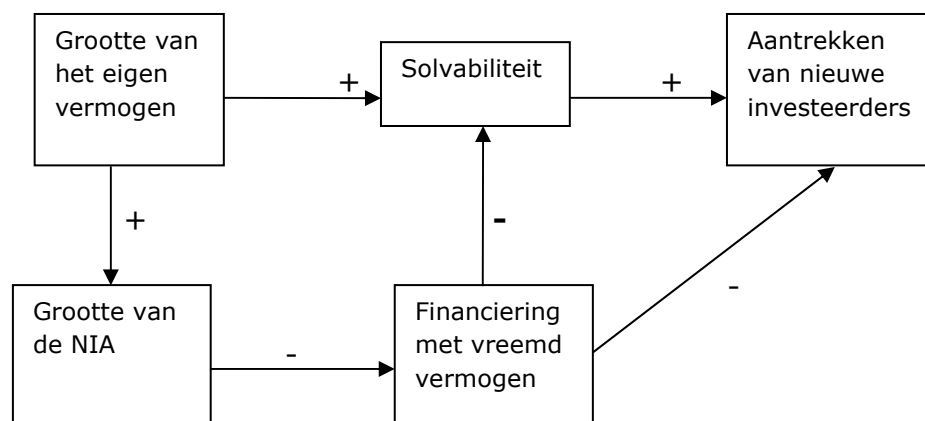 Grootte van
het eigen
vermogen
+
Solvabiliteit
+
Aantrekken
van nieuwe
investeerders
+
-
-
Grootte van
de NIA
-
Financiering
met vreemd
vermogen